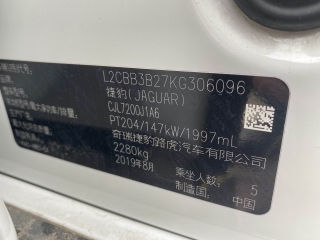 L2CBB3B27KG306096
捷豹(JAGUAR)
CJL7200J1A6
PT204/147kW/1997mL
奇瑞捷豹路虎汽车有限公司
2280kg
2019年8月 乘坐人数 5
制造国 中国